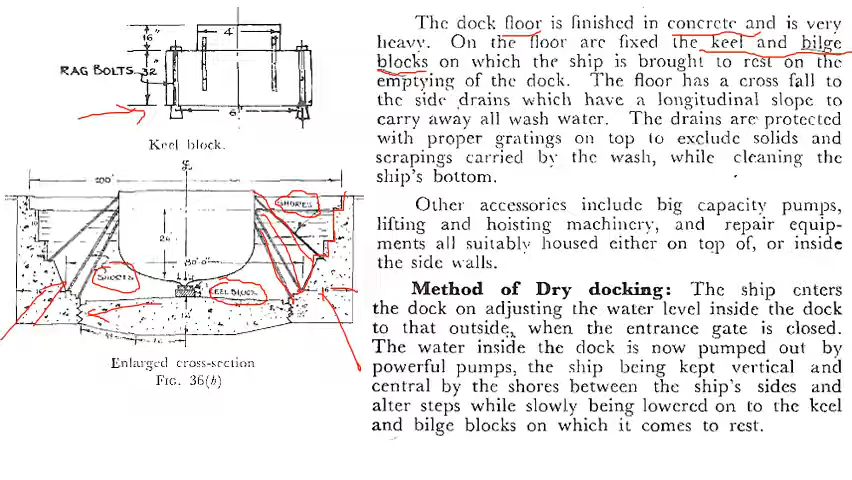 16"
4'
RAG BOLTS
32"
6'
Keel block.
℄
200'
SHORES
10
26
80'-0"
SHORES
KEEL BLOCK
16
16
Enlarged cross-section
FIG. 36(b)
The dock floor is finished in concrete and is very
heavy. On the floor are fixed the keel and bilge
blocks on which the ship is brought to rest on the
emptying of the dock. The floor has a cross fall to
the side drains which have a longitudinal slope to
carry away all wash water. The drains are protected
with proper gratings on top to exclude solids and
scrapings carried by the wash, while cleaning the
ship's bottom.
Other accessories include big capacity pumps,
lifting and hoisting machinery, and repair equip-
ments all suitably housed either on top of, or inside
the side walls.
Method of Dry docking: The ship enters
the dock on adjusting the water level inside the dock
to that outside, when the entrance gate is closed.
The water inside the dock is now pumped out by
powerful pumps, the ship being kept vertical and
central by the shores between the ship's sides and
alter steps while slowly being lowered on to the keel
and bilge blocks on which it comes to rest.